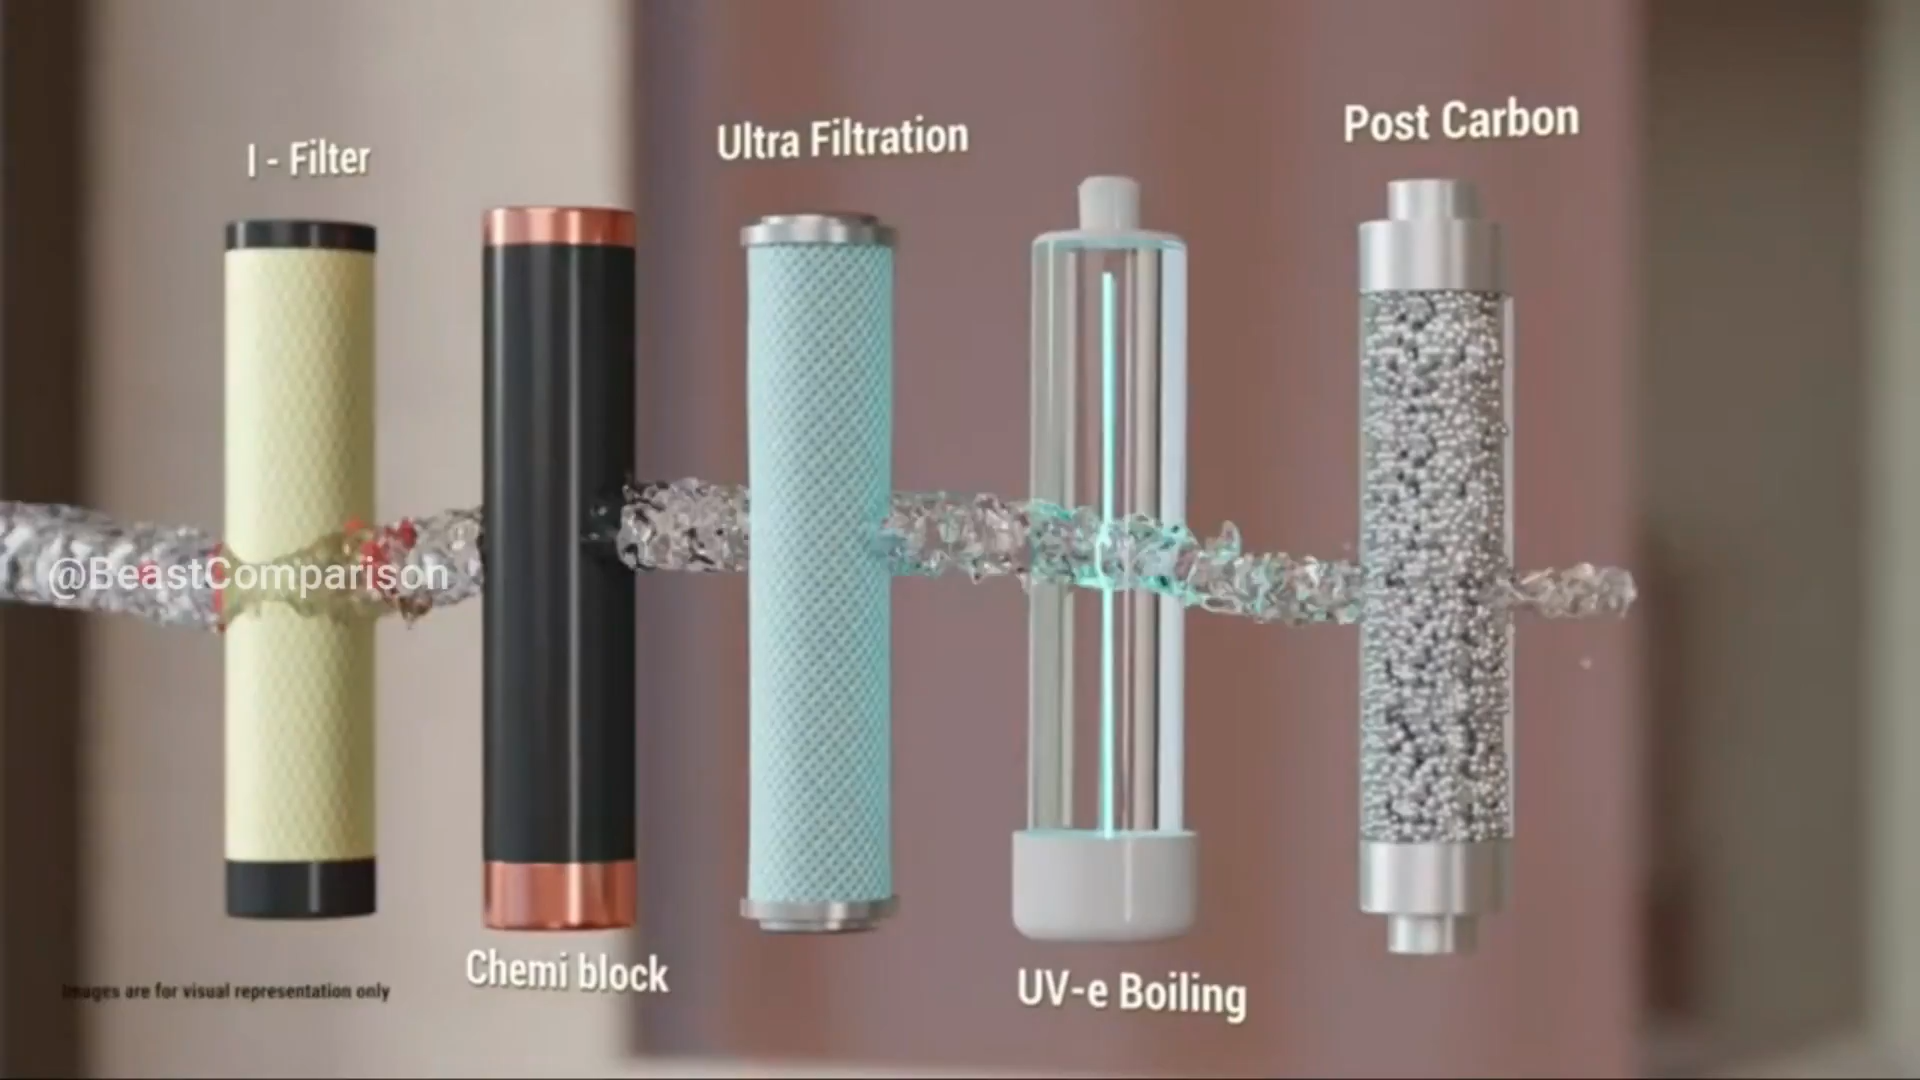 I - Filter
Ultra Filtration
Post Carbon
@BeastComparison
Chemi block
UV-e Boiling
Images are for visual representation only